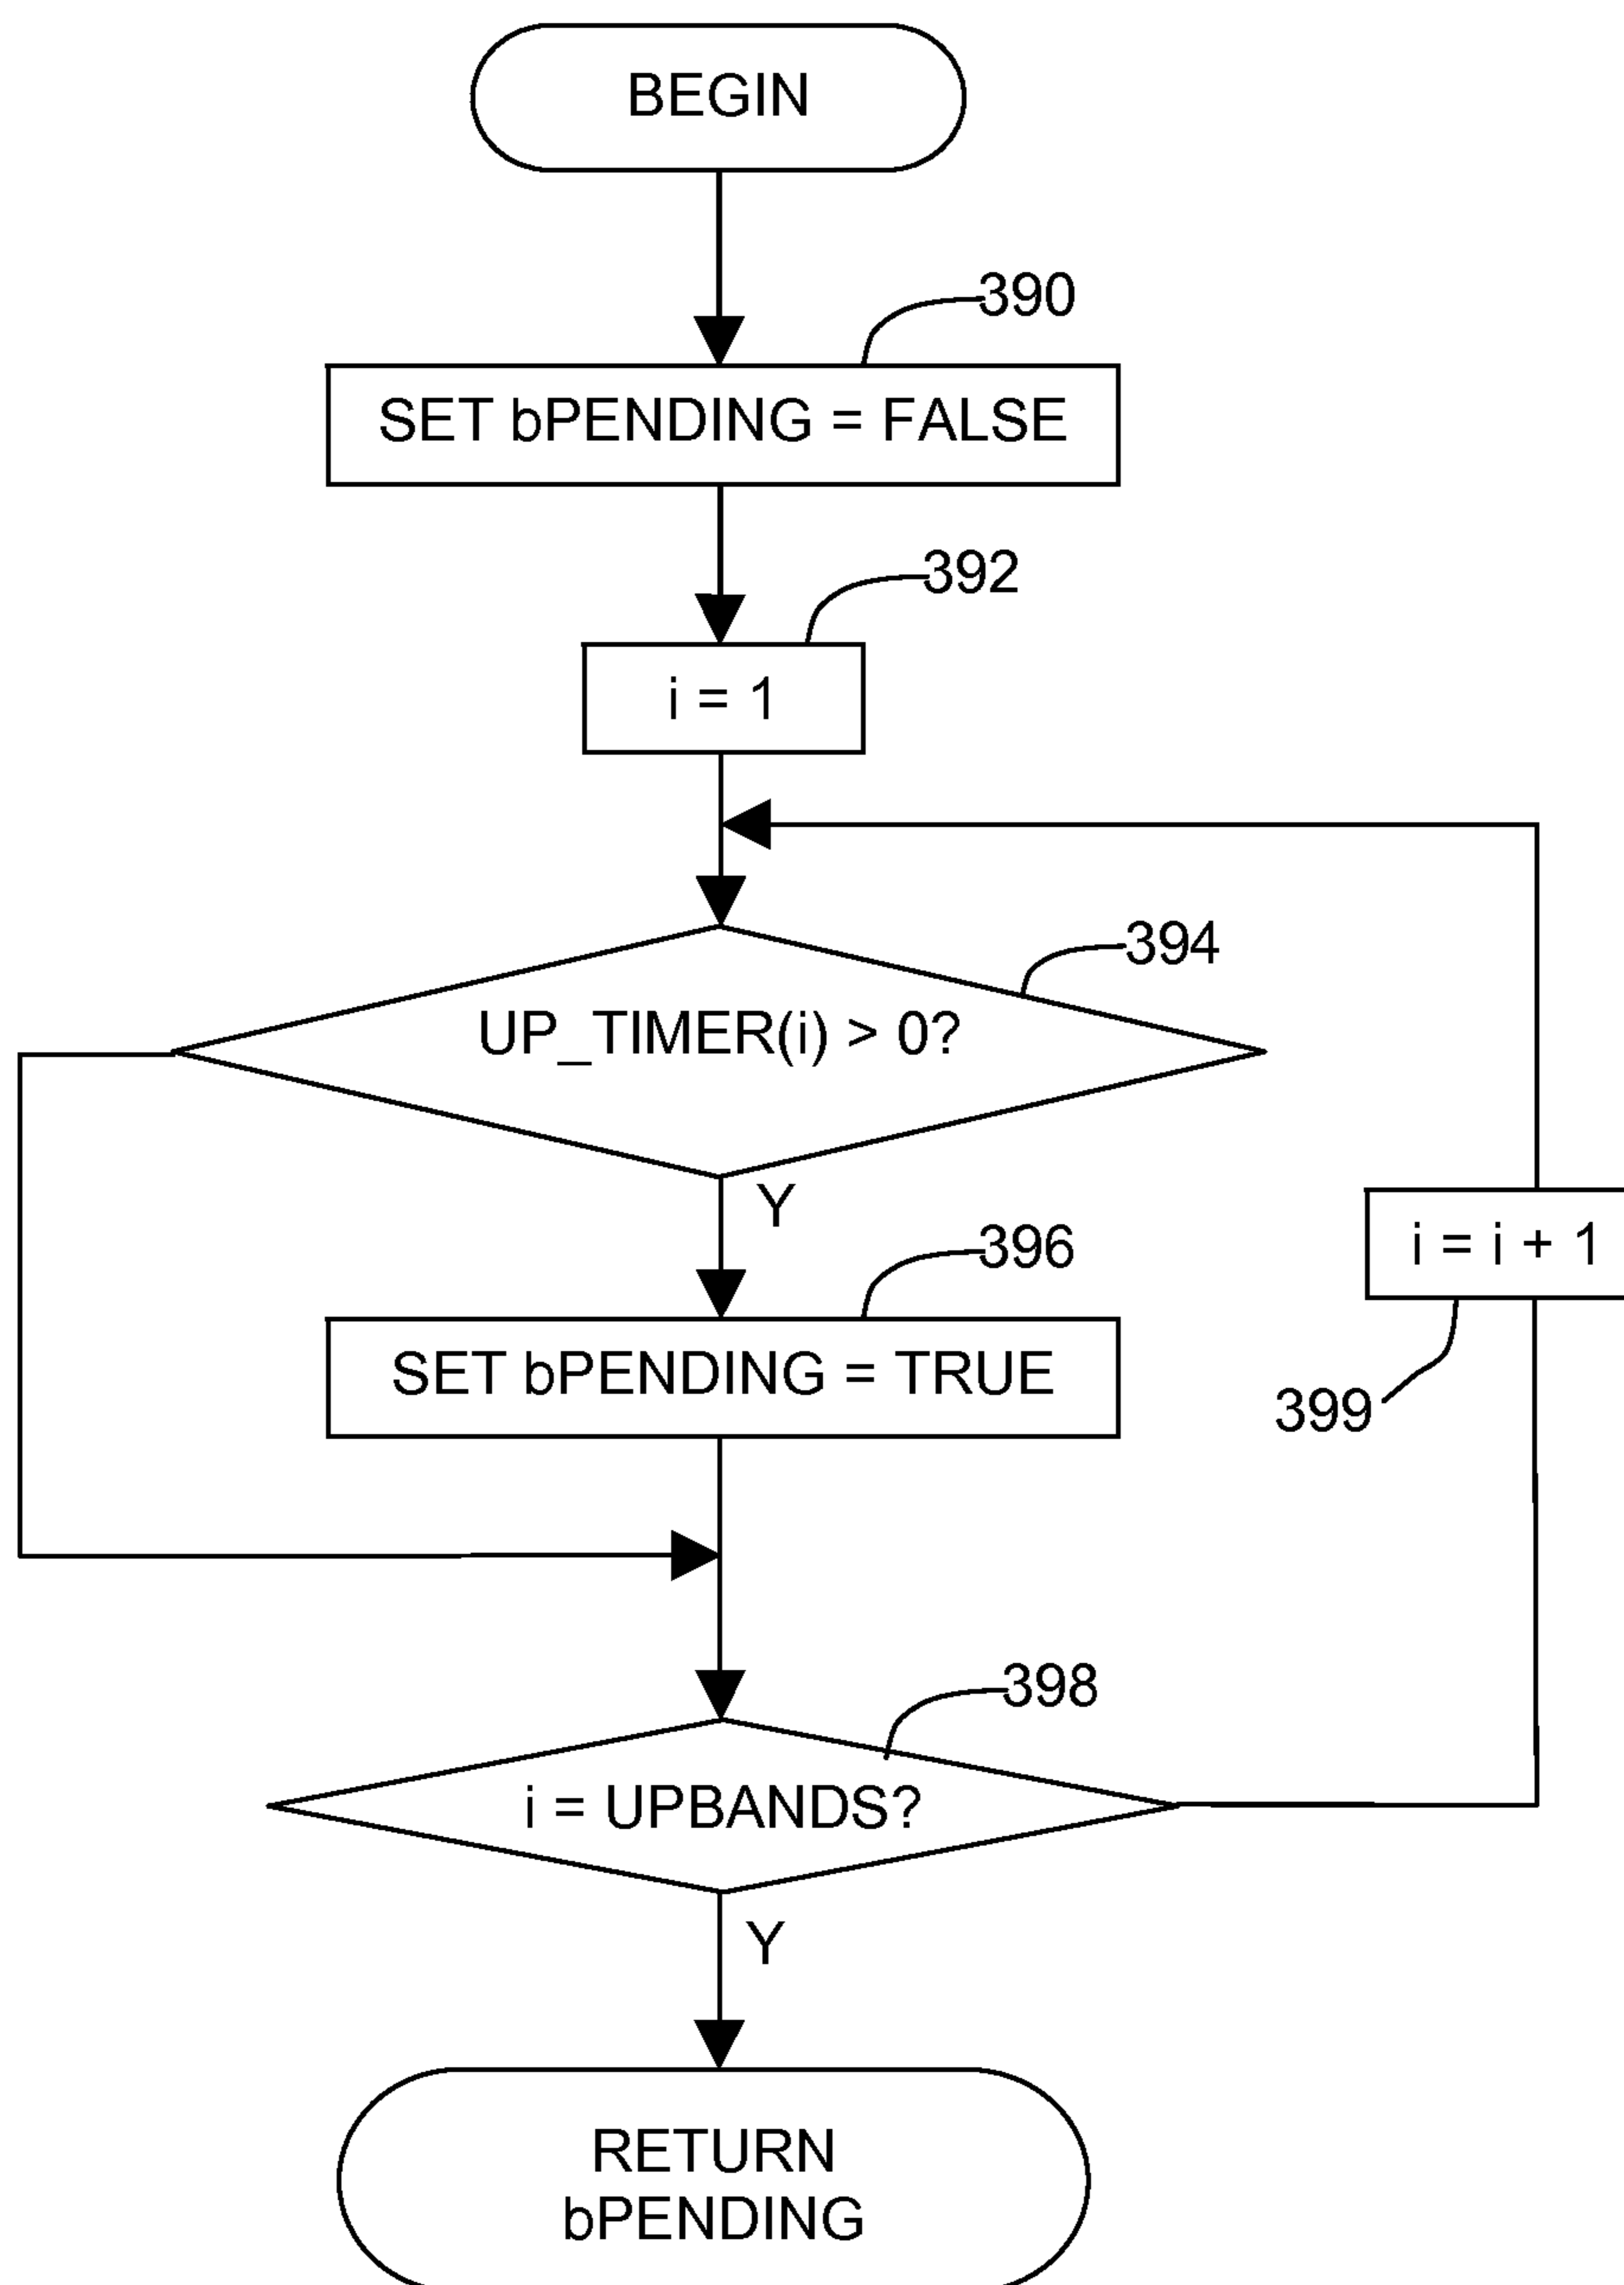 BEGIN
390
SET bPENDING = FALSE
392
i = 1
394
UP_TIMER(i) > 0?
Y
396
i = i + 1
SET bPENDING = TRUE
399
398
i = UPBANDS?
Y
RETURN
bPENDING